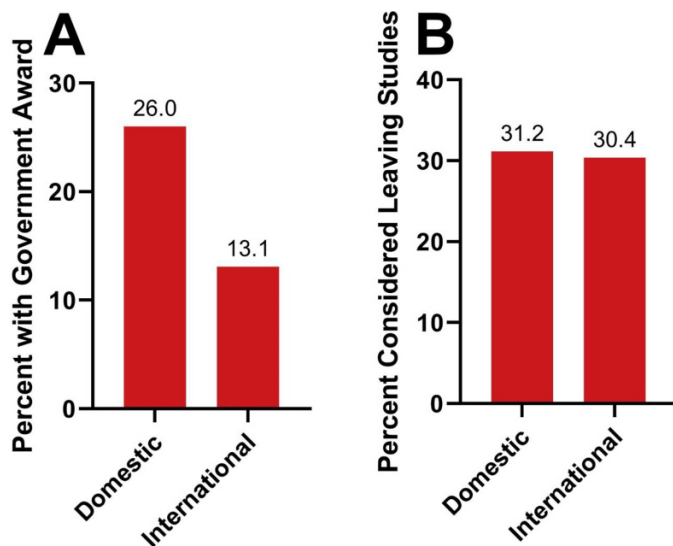 A
Percent with Government Award
30
20
10
0
26.0
13.1
Domestic
International
B
Percent Considered Leaving Studies
40
30
20
10
0
31.2
30.4
Domestic
International